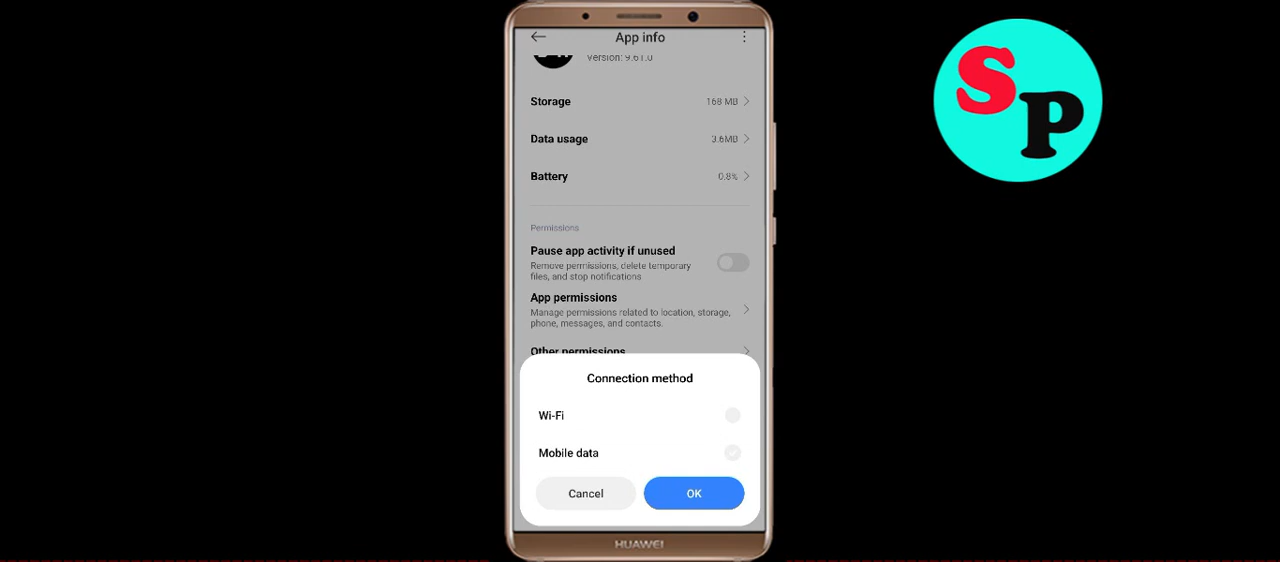 App info
Version: 9.61.0
Storage
168 MB
Data usage
3.6MB
Battery
0.8%
Permissions
Pause app activity if unused
Remove permissions, delete temporary
files, and stop notifications
App permissions
Manage permissions related to location, storage,
phone, messages, and contacts.
Other permissions
Connection method
Wi-Fi
Mobile data
Cancel
OK
HUAWEI
SP